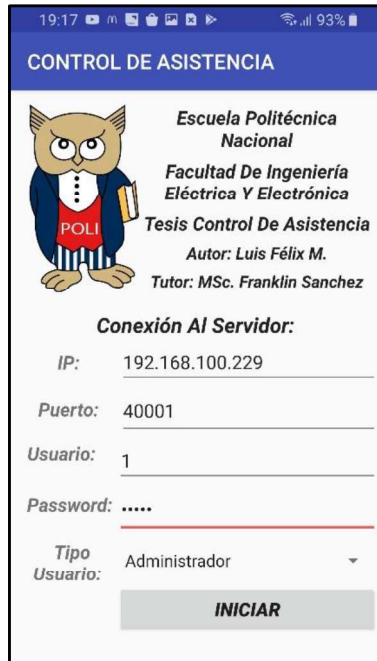 19:17 93%
CONTROL DE ASISTENCIA
Escuela Politécnica
Nacional
Facultad De Ingeniería
Eléctrica Y Electrónica
POLI
Tesis Control De Asistencia
Autor: Luis Félix M.
Tutor: MSc. Franklin Sanchez
Conexión Al Servidor:
IP: 192.168.100.229
Puerto: 40001
Usuario: 1
Password: •••••
Tipo
Usuario: Administrador
INICIAR